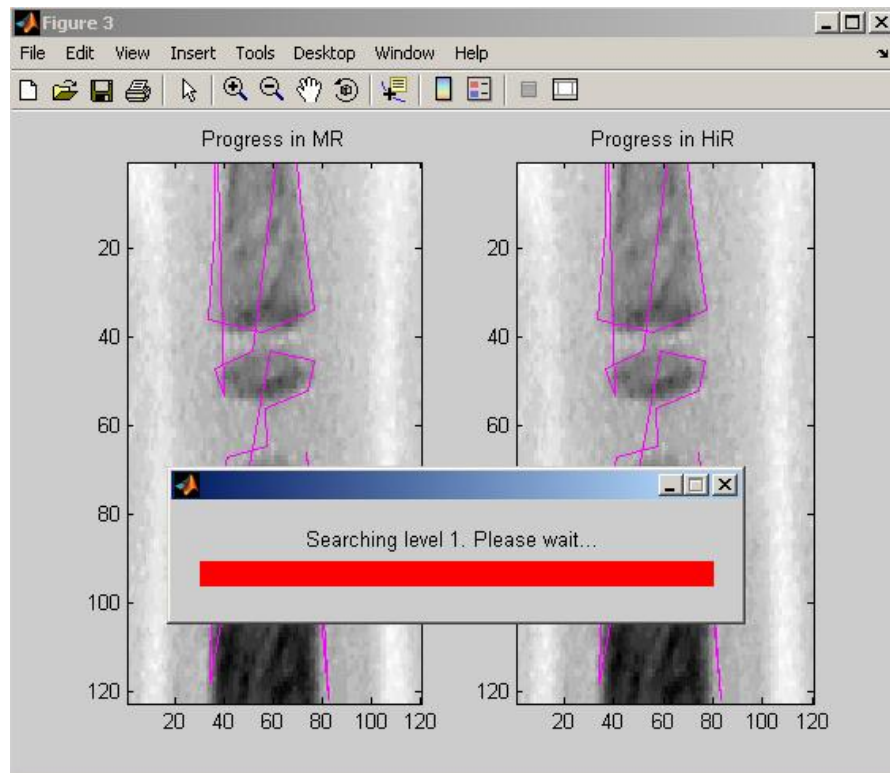 Figure 3
File Edit View Insert Tools Desktop Window Help
Progress in MR
Progress in HiR
20
40
60
80
100
120
20 40 60 80 100 120
20
40
60
80
100
120
20 40 60 80 100 120
Searching level 1. Please wait...